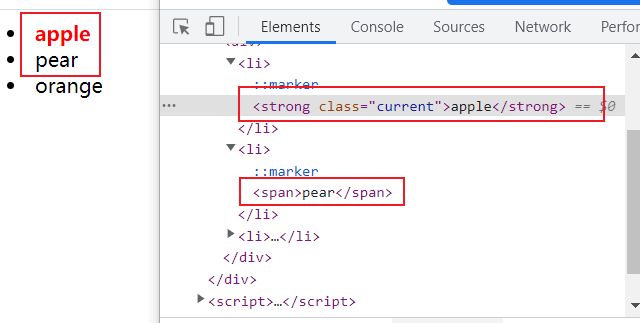 apple
pear
orange
Elements Console Sources Network Perfor
<div>
<li>
::marker
<strong class="current">apple</strong> == $0
</li>
<li>
::marker
<span>pear</span>
</li>
<li>…</li>
</div>
</div>
<script>…</script>